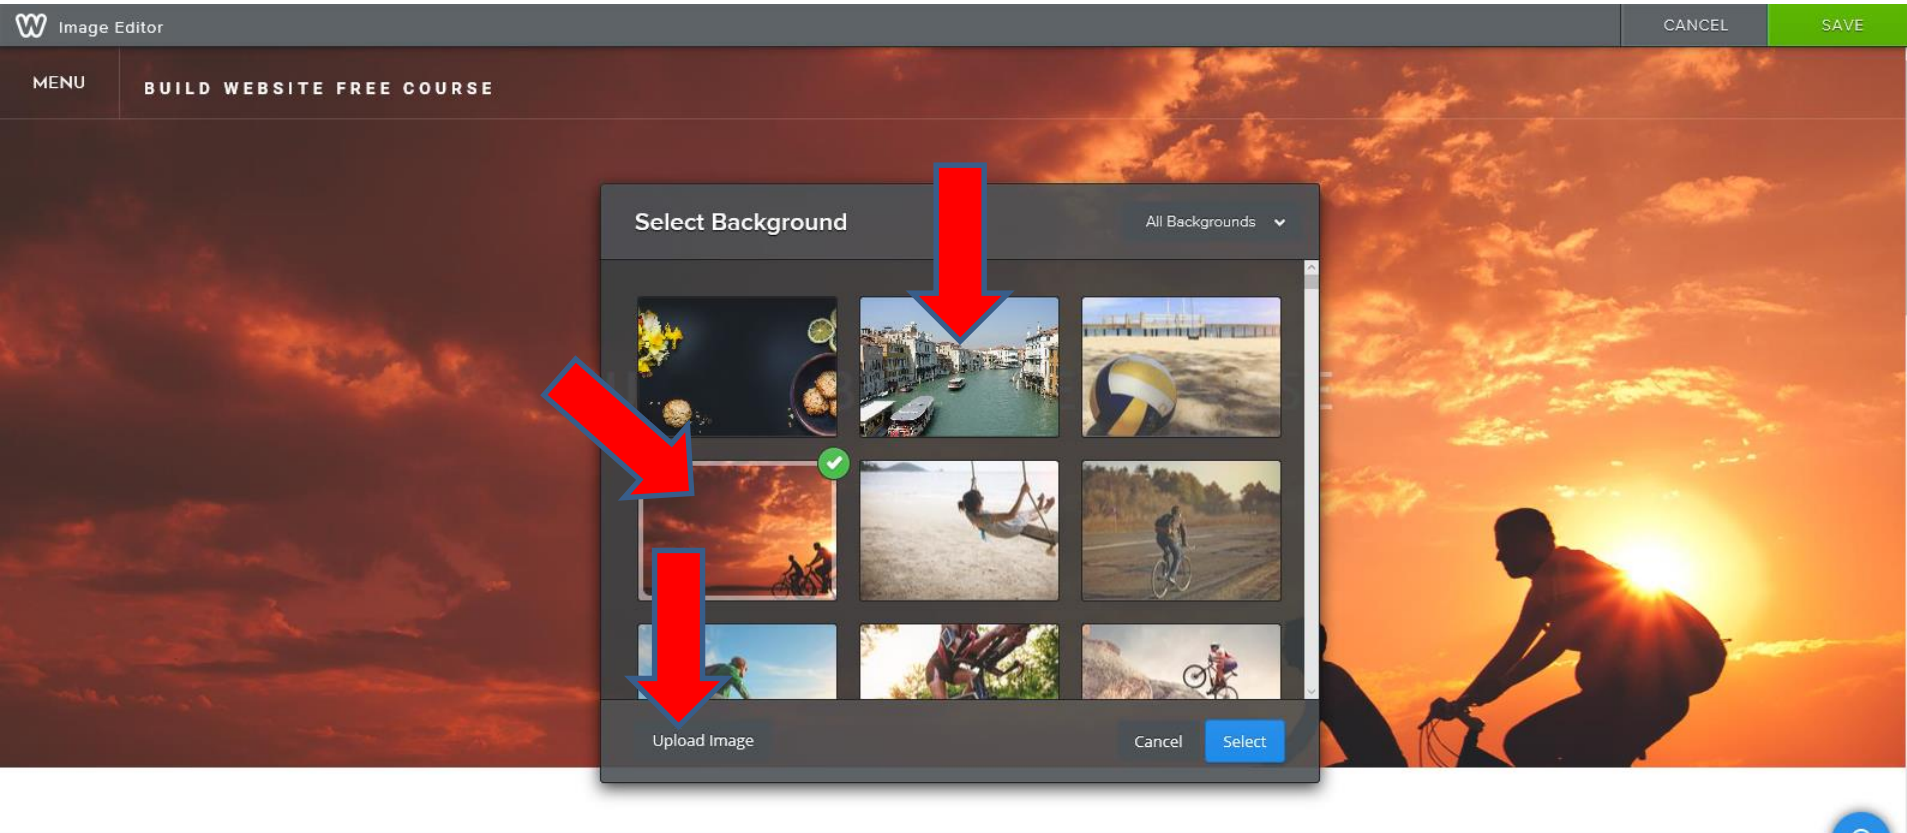 Image Editor
CANCEL
SAVE
MENU
BUILD WEBSITE FREE COURSE
Select Background
All Backgrounds
Upload Image
Cancel
Select